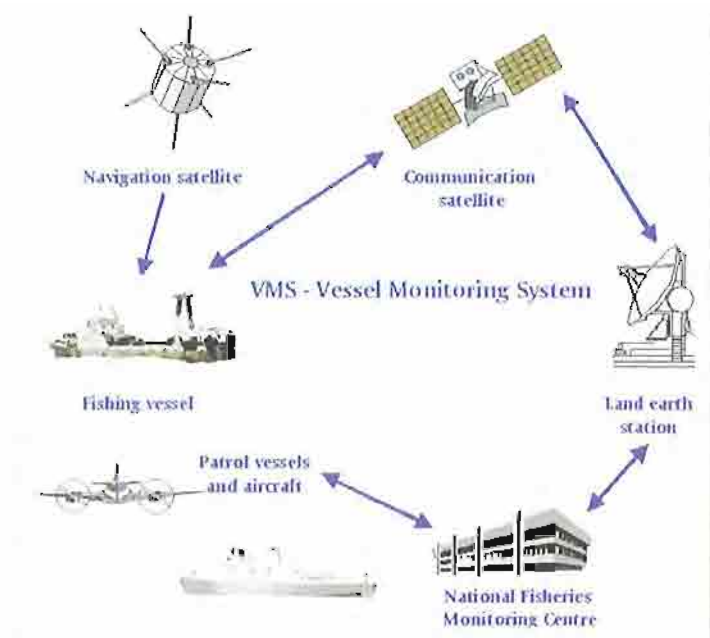 Navigation satellite
Communication
satellite
VMS - Vessel Monitoring System
Fishing vessel
Land earth
station
Patrol vessels
and aircraft
National Fisheries
Monitoring Centre